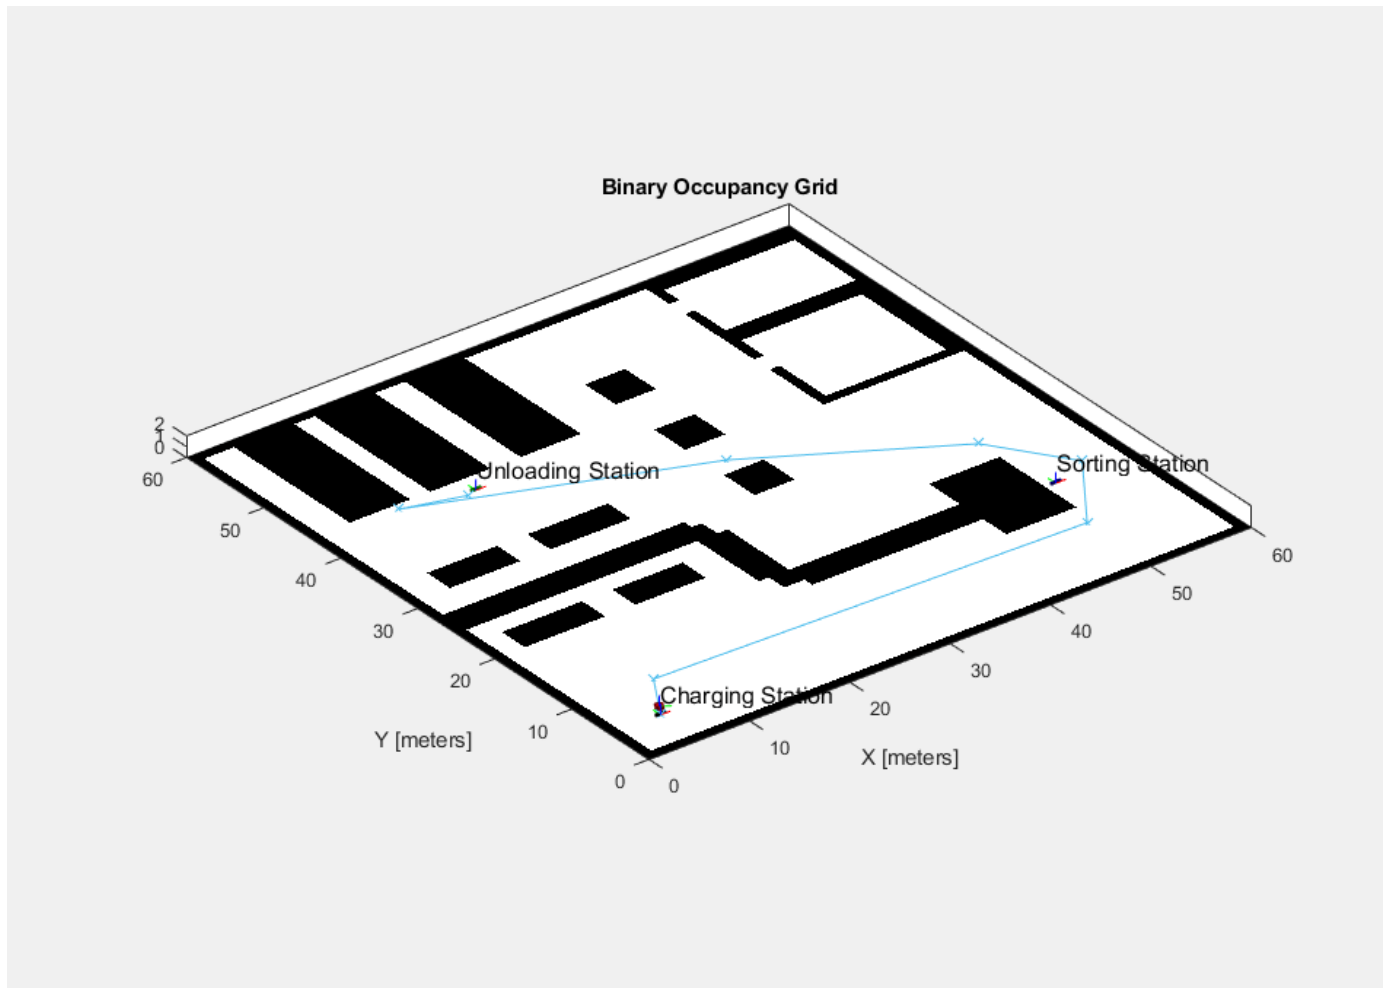 Binary Occupancy Grid
2
1
0
60
50
40
30
20
10
0
Y [meters]
Unloading Station
Sorting Station
Charging Station
60
50
40
30
20
10
0
X [meters]